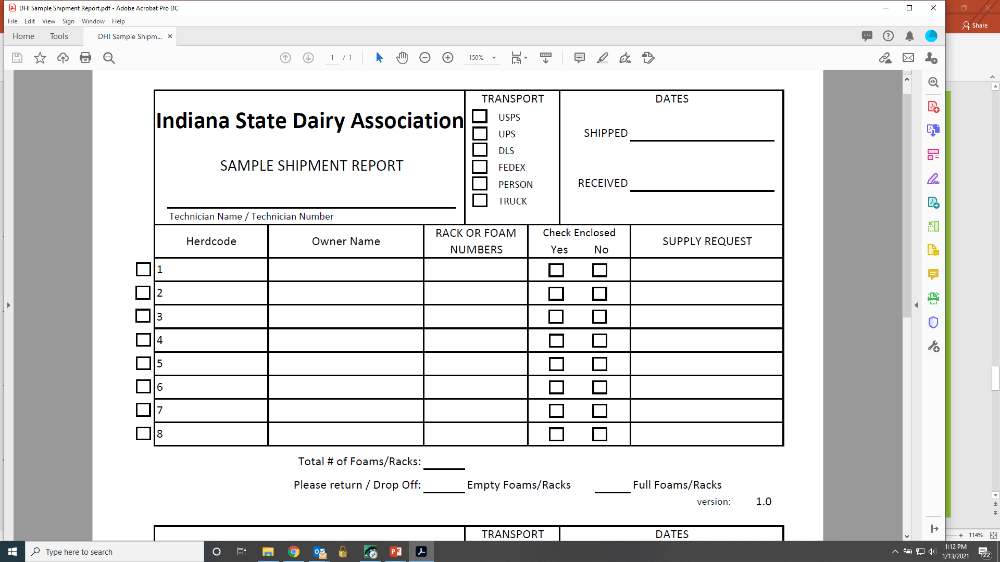 DHI Sample Shipment Report.pdf - Adobe Acrobat Pro DC
File Edit View Sign Window Help
Share
Home Tools DHI Sample Shipm... ×
1 / 1 150%
TRANSPORT DATES
Indiana State Dairy Association
USPS
UPS
SHIPPED
DLS
SAMPLE SHIPMENT REPORT
FEDEX
PERSON
RECEIVED
TRUCK
Technician Name / Technician Number
Herdcode Owner Name RACK OR FOAM NUMBERS Check Enclosed Yes No SUPPLY REQUEST
1
2
3
4
5
6
7
8
Total # of Foams/Racks:
Please return / Drop Off: Empty Foams/Racks Full Foams/Racks
version: 1.0
TRANSPORT DATES
114%
Type here to search
1:12 PM
1/13/2021
22